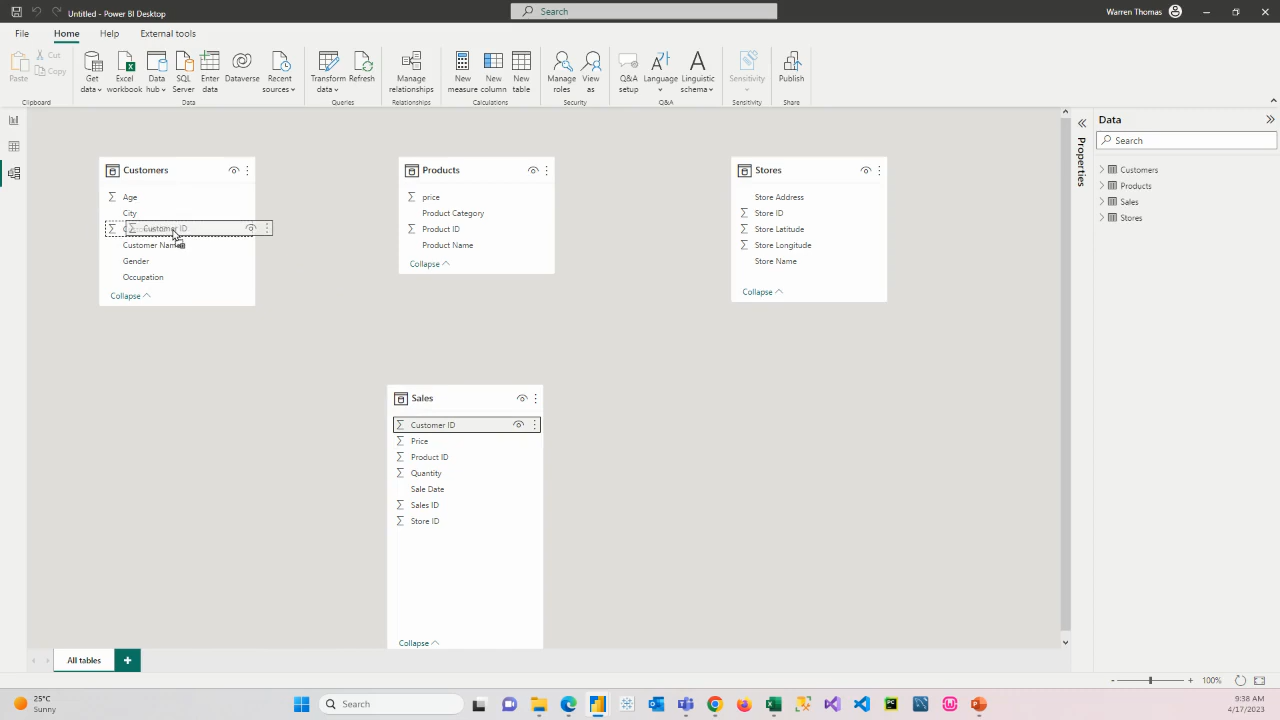 Untitled - Power BI Desktop
Search
Warren Thomas
File
Home
Help
External tools
Paste
Cut
Copy
Clipboard
Get data
Excel workbook
Data hub
SQL Server
Enter data
Dataverse
Recent sources
Data
Transform data
Refresh
Queries
Manage relationships
Relationships
New measure
New column
New table
Calculations
Manage roles
View as
Security
Q&A setup
Language
Linguistic schema
Q&A
Sensitivity
Sensitivity
Publish
Share
Customers
Age
City
Customer ID
Customer Name
Gender
Occupation
Collapse
Products
price
Product Category
Product ID
Product Name
Collapse
Stores
Store Address
Store ID
Store Latitude
Store Longitude
Store Name
Collapse
Sales
Customer ID
Price
Product ID
Quantity
Sale Date
Sales ID
Store ID
Collapse
Properties
Data
Search
Customers
Products
Sales
Stores
All tables
100%
25°C
Sunny
Search
9:38 AM
4/17/2023